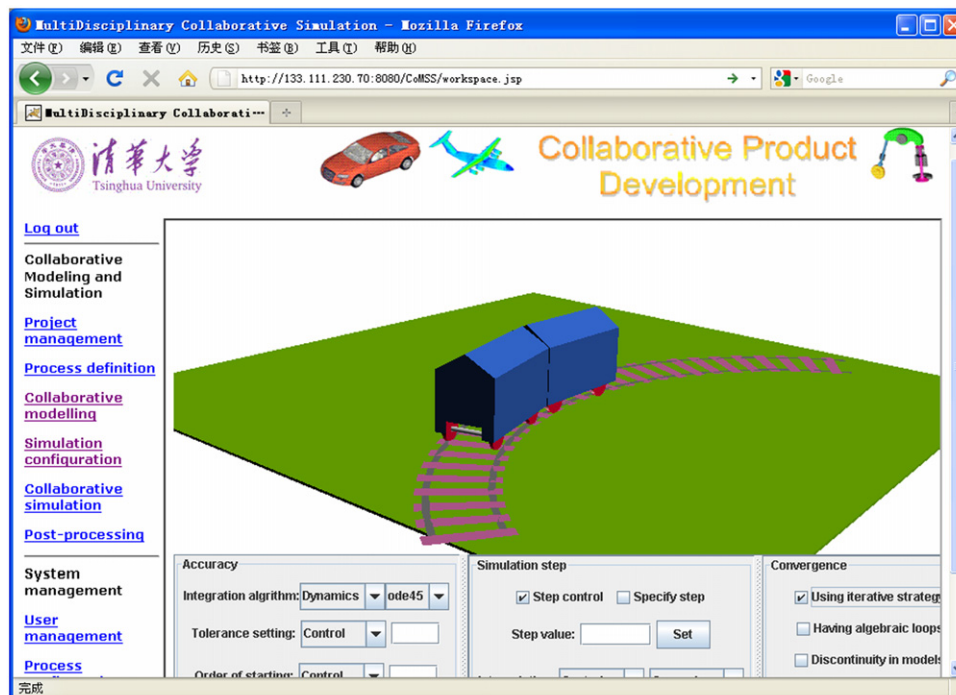 MultiDisciplinary Collaborative Simulation - Mozilla Firefox
文件(F) 编辑(E) 查看(V) 历史(S) 书签(B) 工具(T) 帮助(H)
http://133.111.230.70:8080/CoMSS/workspace.jsp
Google
MultiDisciplinary Collaborati...
清華大学
Tsinghua University
Collaborative Product
Development
Log out
Collaborative
Modeling and
Simulation
Project
management
Process definition
Collaborative
modelling
Simulation
configuration
Collaborative
simulation
Post-processing
System
management
User
management
Process
Accuracy
Integration algrithm: Dynamics ode45
Tolerance setting: Control
Order of starting: Control
Simulation step
Step control Specify step
Step value: Set
Convergence
Using iterative strategy
Having algebraic loops
Discontinuity in models
完成